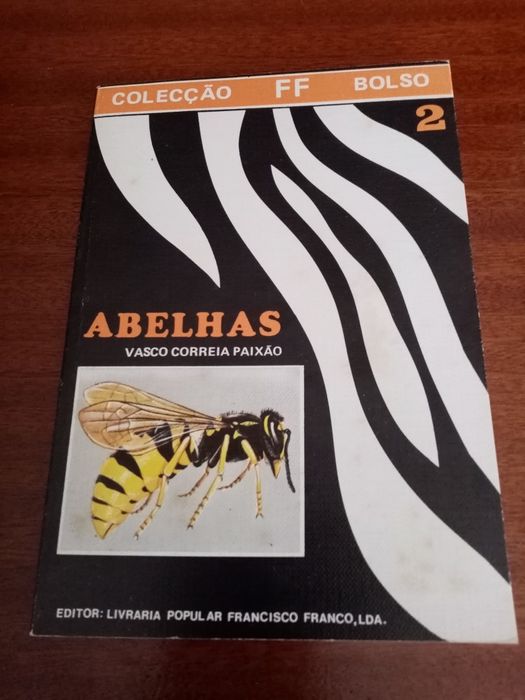 COLECÇÃO FF BOLSO
2
ABELHAS
VASCO CORREIA PAIXÃO
EDITOR: LIVRARIA POPULAR FRANCISCO FRANCO, LDA.